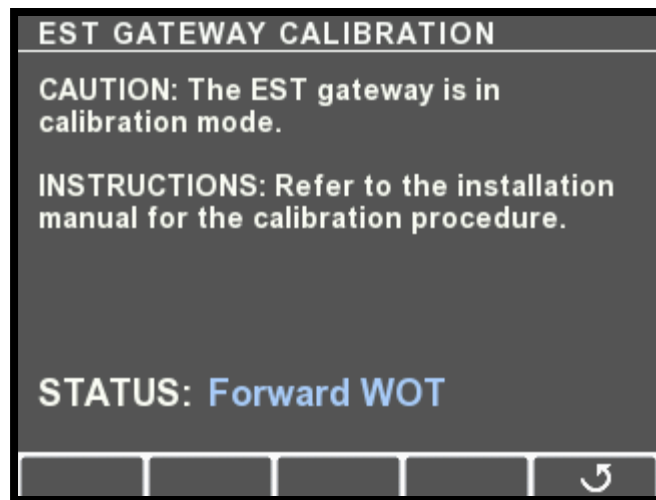 EST GATEWAY CALIBRATION
CAUTION: The EST gateway is in
calibration mode.
INSTRUCTIONS: Refer to the installation
manual for the calibration procedure.
STATUS: Forward WOT